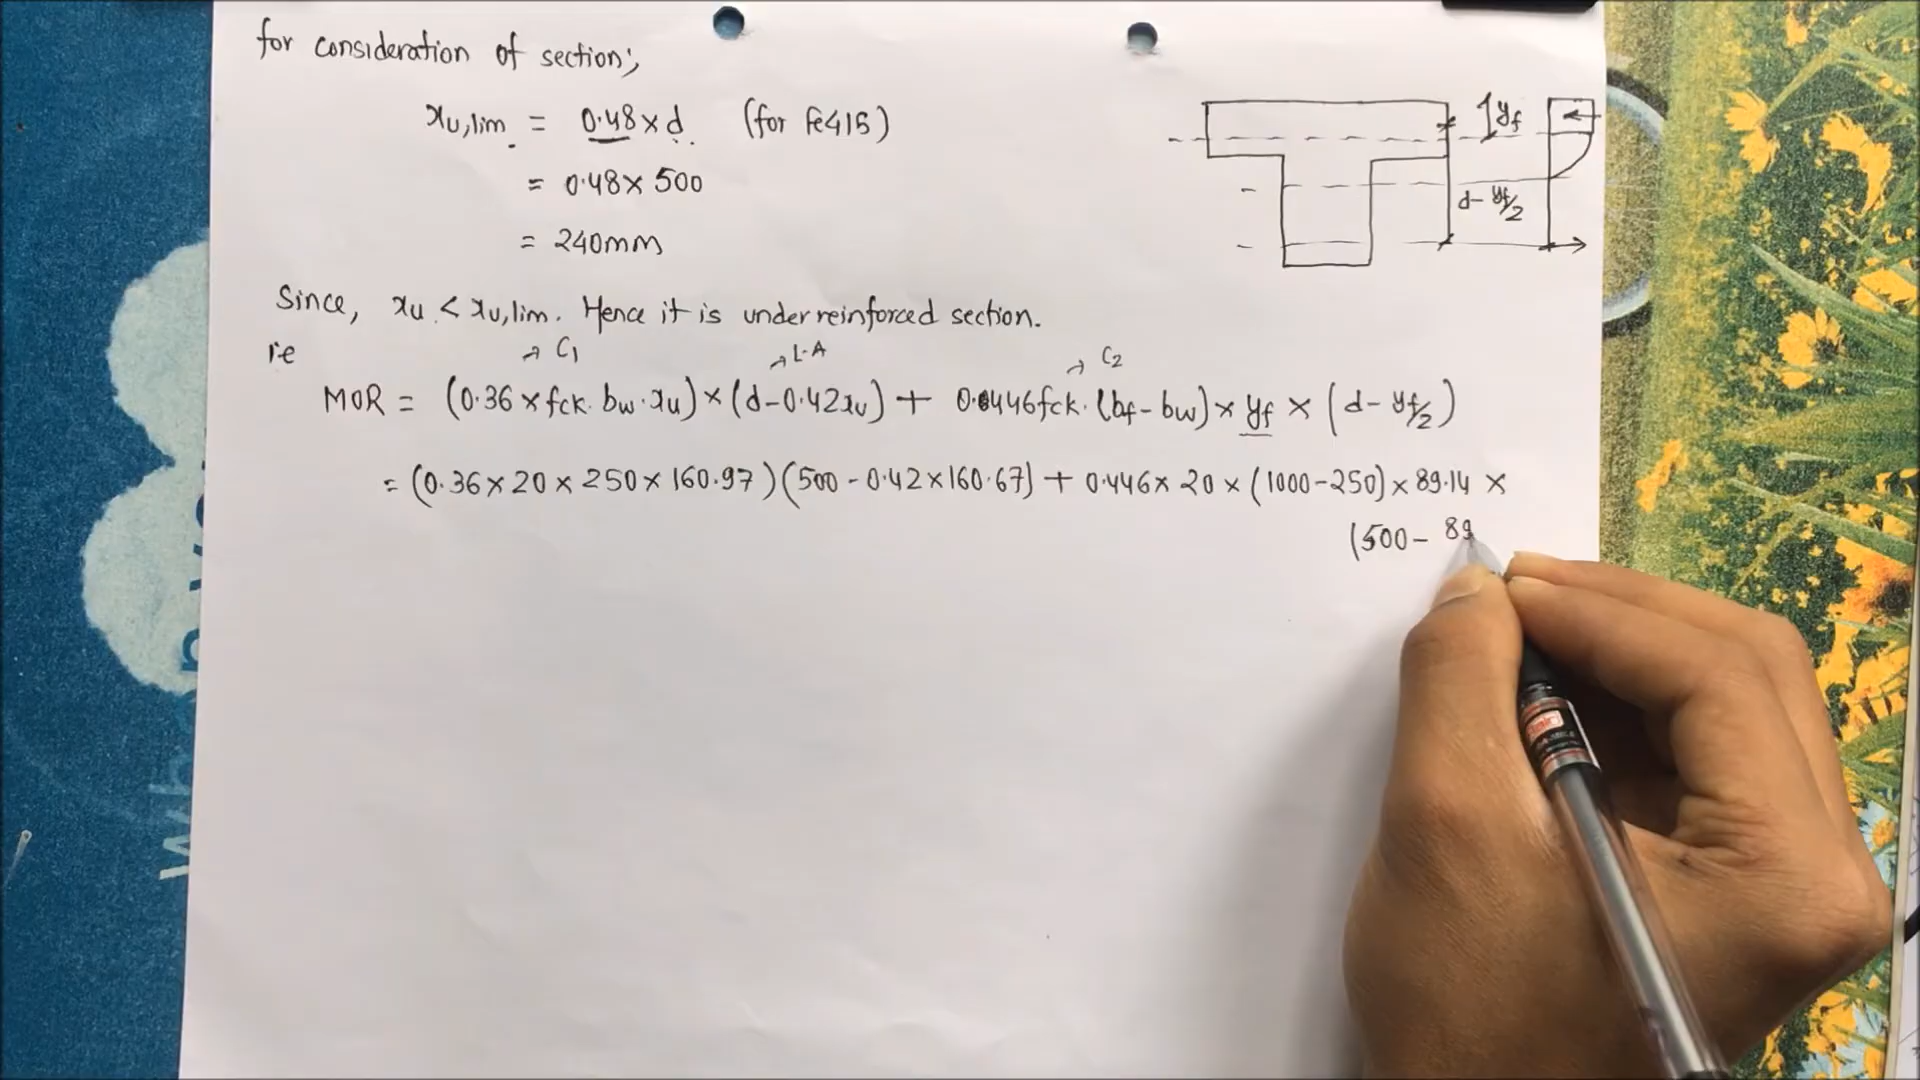 for consideration of section;
xu,lim = 0.48 × d (for fe415)
= 0.48 × 500
= 240mm
yf
d - yf/2
Since, xu < xu,lim. Hence it is under reinforced section.
i.e
→ C1 → L.A → C2
MOR = (0.36 × fck. bw. xu) × (d - 0.42xu) + 0.0446fck. (bf - bw) × yf × (d - yf/2)
= (0.36 × 20 × 250 × 160.97) (500 - 0.42 × 160.67) + 0.446 × 20 × (1000 - 250) × 89.14 ×
(500 - 89